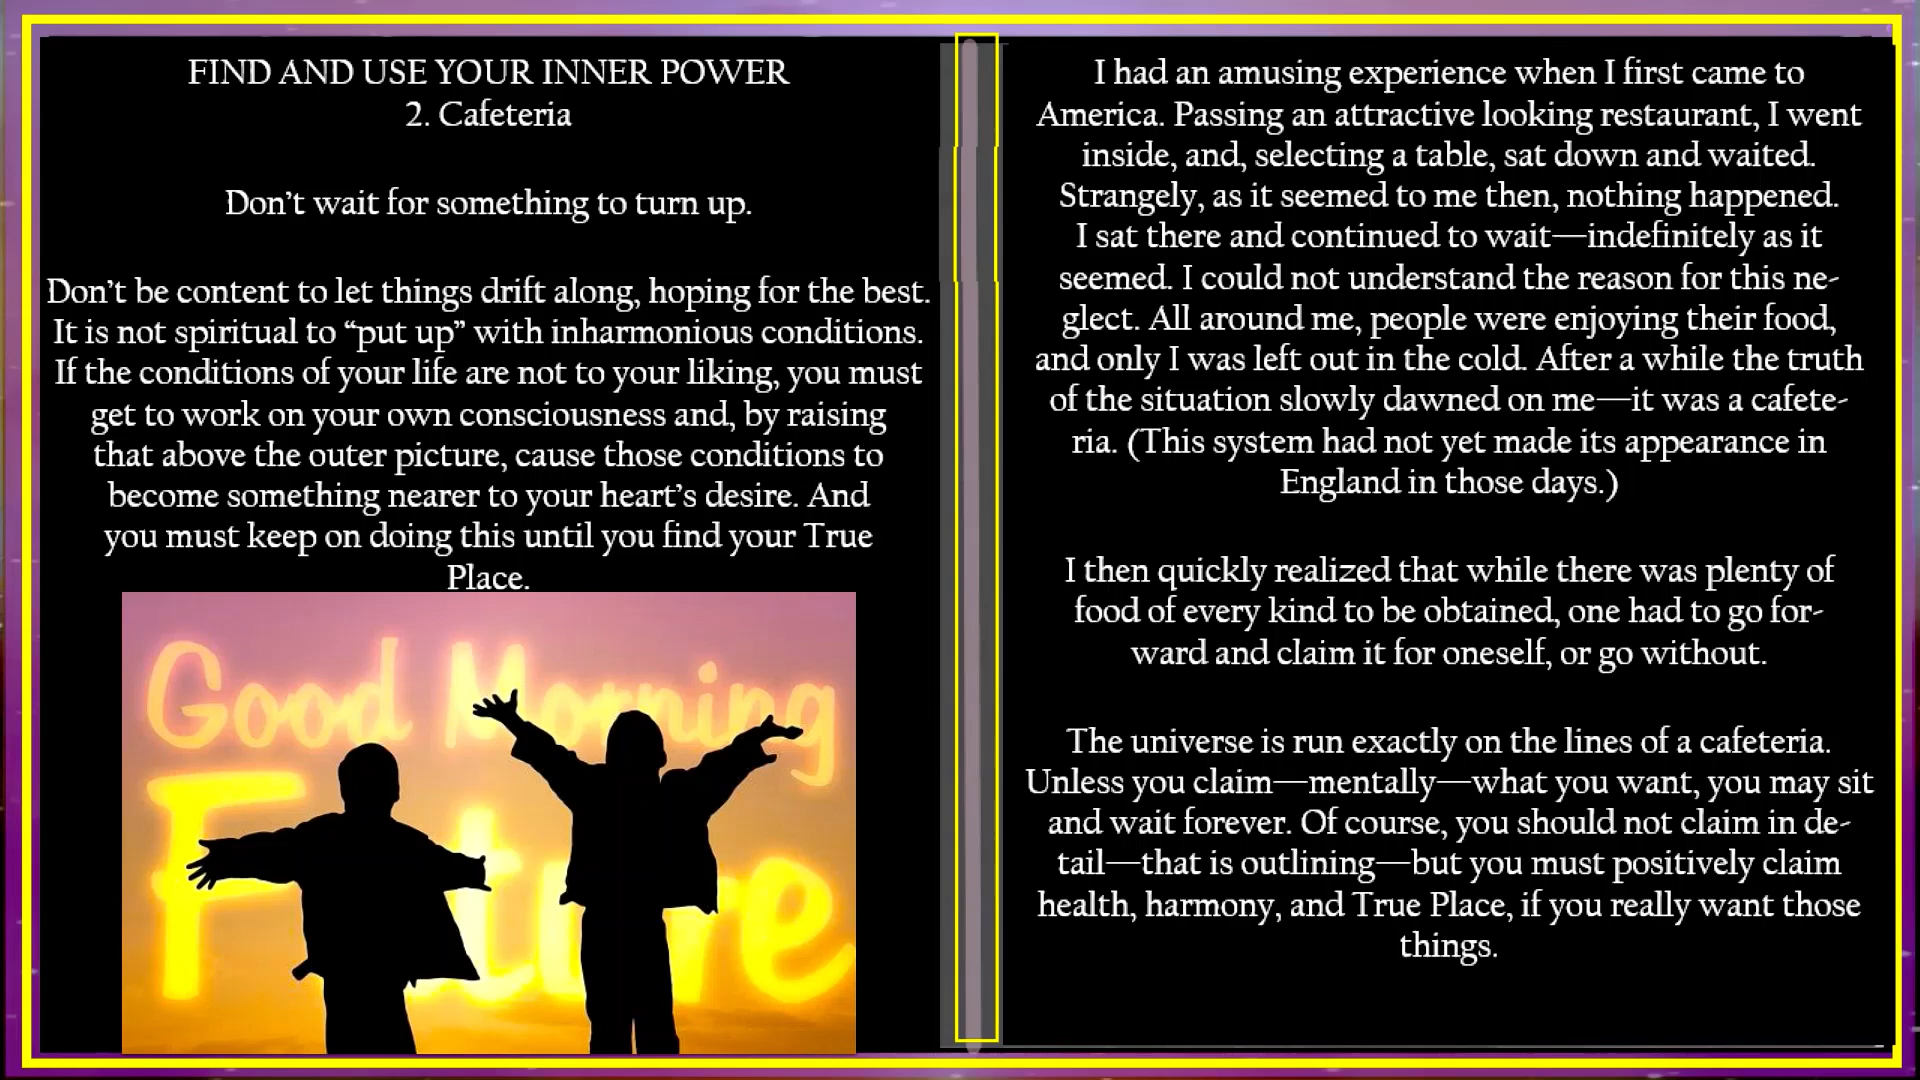 FIND AND USE YOUR INNER POWER
2. Cafeteria
Don't wait for something to turn up.
Don't be content to let things drift along, hoping for the best.
It is not spiritual to “put up” with inharmonious conditions.
If the conditions of your life are not to your liking, you must
get to work on your own consciousness and, by raising
that above the outer picture, cause those conditions to
become something nearer to your heart's desire. And
you must keep on doing this until you find your True
Place.
Good Morning
Future
I had an amusing experience when I first came to
America. Passing an attractive looking restaurant, I went
inside, and, selecting a table, sat down and waited.
Strangely, as it seemed to me then, nothing happened.
I sat there and continued to wait—indefinitely as it
seemed. I could not understand the reason for this ne-
glect. All around me, people were enjoying their food,
and only I was left out in the cold. After a while the truth
of the situation slowly dawned on me—it was a cafete-
ria. (This system had not yet made its appearance in
England in those days.)
I then quickly realized that while there was plenty of
food of every kind to be obtained, one had to go for-
ward and claim it for oneself, or go without.
The universe is run exactly on the lines of a cafeteria.
Unless you claim—mentally—what you want, you may sit
and wait forever. Of course, you should not claim in de-
tail—that is outlining—but you must positively claim
health, harmony, and True Place, if you really want those
things.